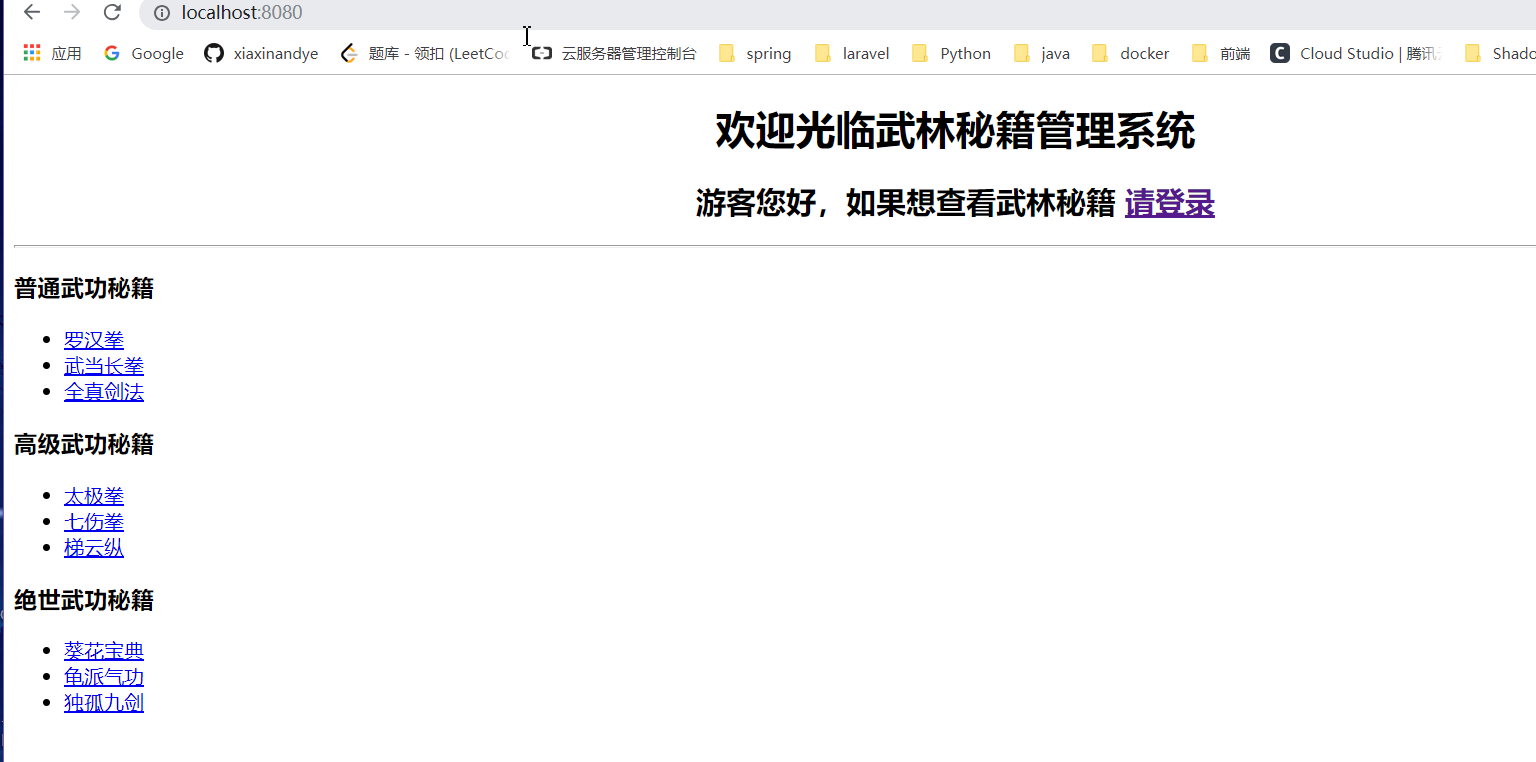 localhost:8080
应用 Google xiaxinandye 题库 - 领扣 (LeetCo 云服务器管理控制台 spring laravel Python java docker 前端 Cloud Studio | 腾讯 Shado
欢迎光临武林秘籍管理系统
游客您好，如果想查看武林秘籍 请登录
普通武功秘籍
罗汉拳
武当长拳
全真剑法
高级武功秘籍
太极拳
七伤拳
梯云纵
绝世武功秘籍
葵花宝典
龟派气功
独孤九剑